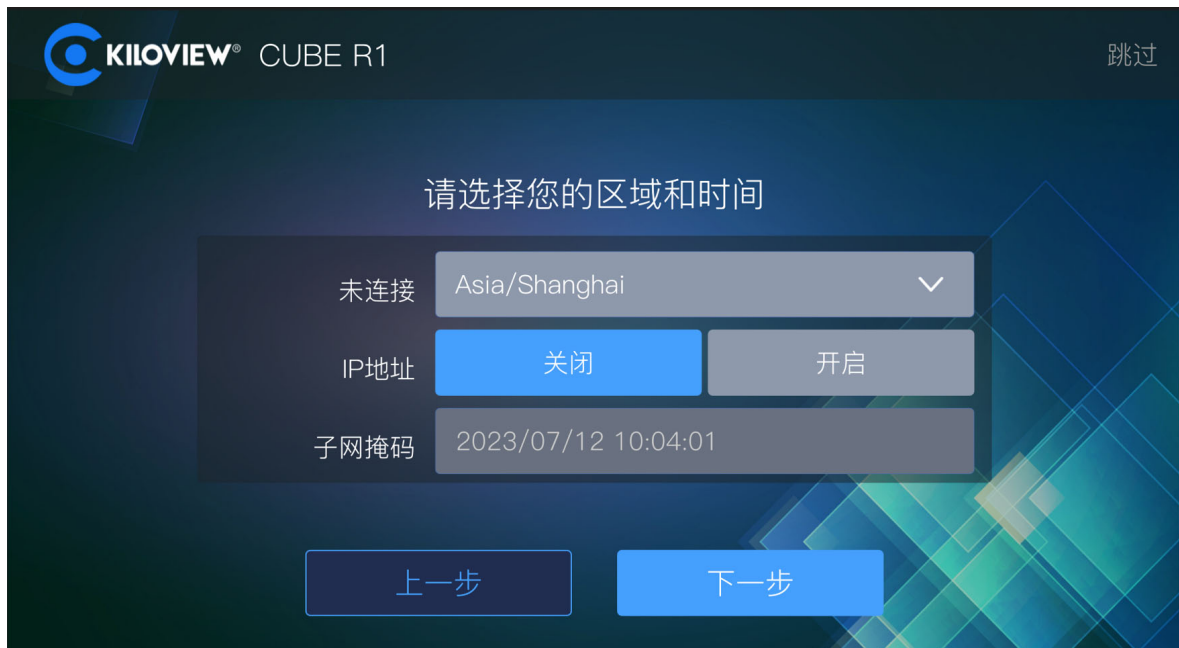 KILOVIEW® CUBE R1
跳过
请选择您的区域和时间
未连接 Asia/Shanghai
IP地址 关闭 开启
子网掩码 2023/07/12 10:04:01
上一步 下一步